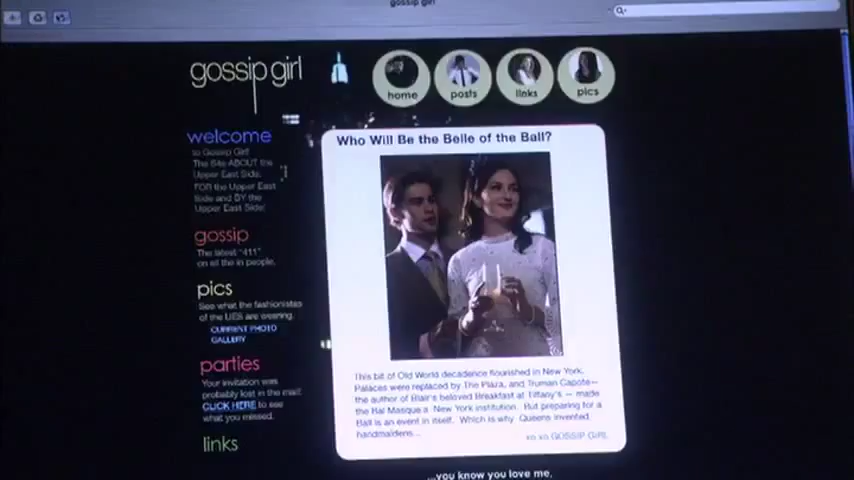 gossip girl
gossip girl
home
posts
links
pics
welcome
to Gossip Girl!
The Site ABOUT the
Upper East Side,
FOR the Upper East
Side and BY the
Upper East Side!
gossip
The latest "411"
on all the in people.
pics
See what the fashionistas
of the UES are wearing.
CURRENT PHOTO
GALLERY
parties
Your invitation was
probably lost in the mail!
CLICK HERE to see
what you missed.
links
Who Will Be the Belle of the Ball?
This bit of Old World decadence flourished in New York.
Palaces were replaced by The Plaza, and Truman Capote—
the author of Blair's beloved Breakfast at Tiffany's — made
the Bal Masque a New York institution. But preparing for a
Ball is an event in itself. Which is why Queens invented
handmaidens...
xo xo GOSSIP GIRL
...you know you love me.